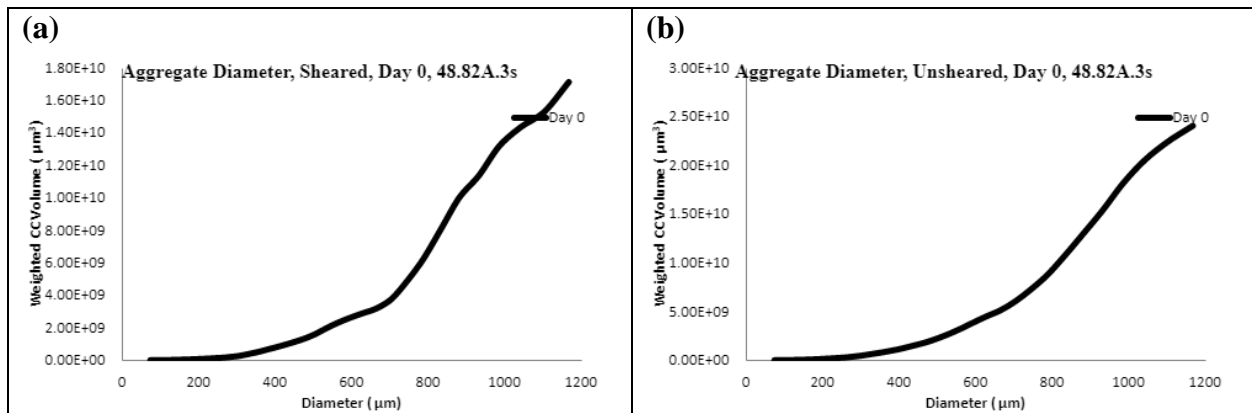 (a)
Aggregate Diameter, Sheared, Day 0, 48.82A.3s
Weighted CCVolume ( µm³)
1.80E+10
1.60E+10
1.40E+10
1.20E+10
1.00E+10
8.00E+09
6.00E+09
4.00E+09
2.00E+09
0.00E+00
Day 0
0 200 400 600 800 1000 1200
Diameter ( µm)
(b)
Aggregate Diameter, Unsheared, Day 0, 48.82A.3s
Weighted CCVolume ( µm³)
3.00E+10
2.50E+10
2.00E+10
1.50E+10
1.00E+10
5.00E+09
0.00E+00
Day 0
0 200 400 600 800 1000 1200
Diameter ( µm)